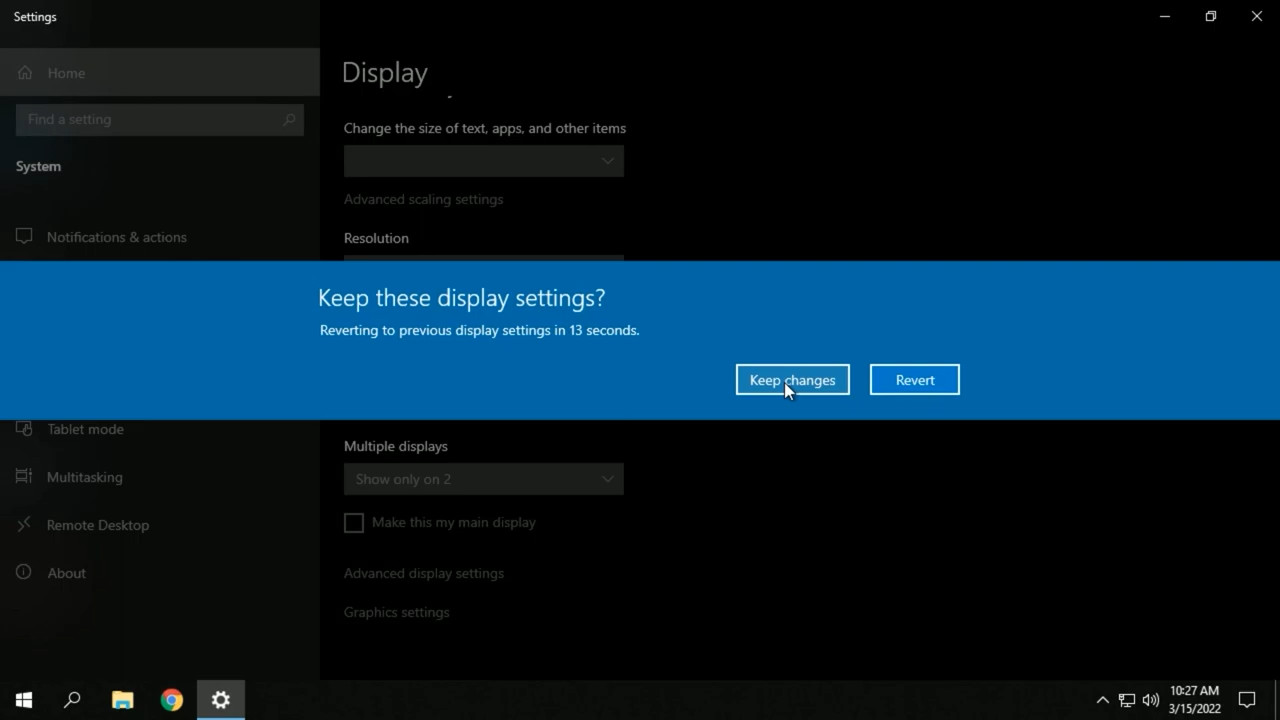 Settings
Home
Find a setting
System
Notifications & actions
Display
Change the size of text, apps, and other items
Advanced scaling settings
Resolution
Keep these display settings?
Reverting to previous display settings in 13 seconds.
Keep changes
Revert
Tablet mode
Multitasking
Remote Desktop
About
Multiple displays
Show only on 2
Make this my main display
Advanced display settings
Graphics settings
10:27 AM
3/15/2022